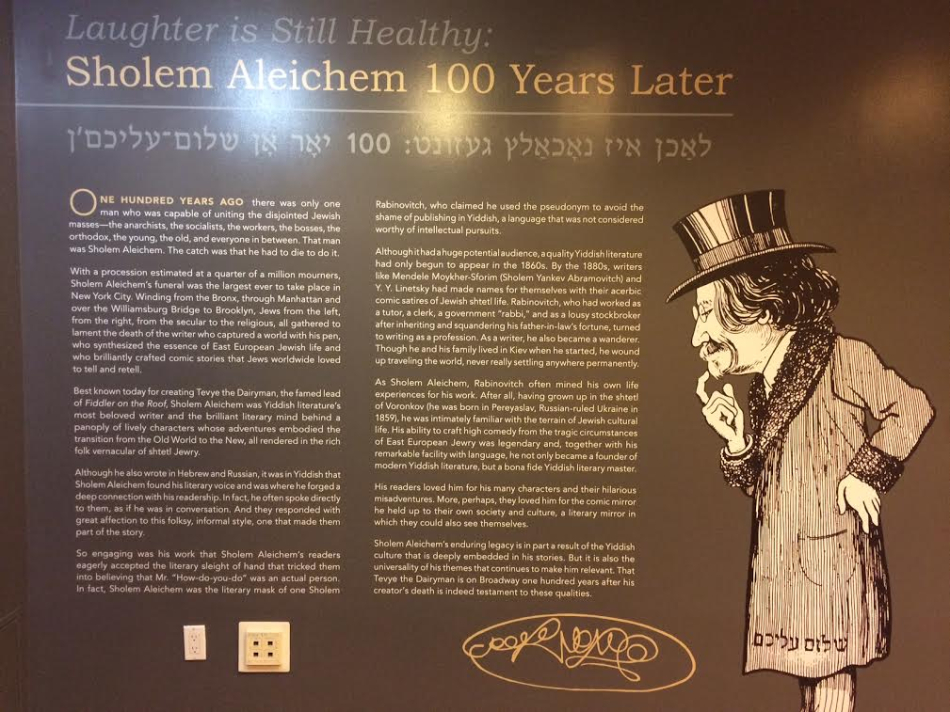 Laughter is Still Healthy:
Sholem Aleichem 100 Years Later
לאַכן איז נאָכאַלץ געזונט: 100 יאָר אָן שלום־עליכם'ן
ONE HUNDRED YEARS AGO there was only one
man who was capable of uniting the disjointed Jewish
masses—the anarchists, the socialists, the workers, the bosses, the
orthodox, the young, the old, and everyone in between. That man
was Sholem Aleichem. The catch was that he had to die to do it.
With a procession estimated at a quarter of a million mourners,
Sholem Aleichem's funeral was the largest ever to take place in
New York City. Winding from the Bronx, through Manhattan and
over the Williamsburg Bridge to Brooklyn, Jews from the left,
from the right, from the secular to the religious, all gathered to
lament the death of the writer who captured a world with his pen,
who synthesized the essence of East European Jewish life and
who brilliantly crafted comic stories that Jews worldwide loved
to tell and retell.
Best known today for creating Tevye the Dairyman, the famed lead
of Fiddler on the Roof, Sholem Aleichem was Yiddish literature's
most beloved writer and the brilliant literary mind behind a
panoply of lively characters whose adventures embodied the
transition from the Old World to the New, all rendered in the rich
folk vernacular of shtetl Jewry.
Although he also wrote in Hebrew and Russian, it was in Yiddish that
Sholem Aleichem found his literary voice and was where he forged a
deep connection with his readership. In fact, he often spoke directly
to them, as if he was in conversation. And they responded with
great affection to this folksy, informal style, one that made them
part of the story.
So engaging was his work that Sholem Aleichem's readers
eagerly accepted the literary sleight of hand that tricked them
into believing that Mr. "How-do-you-do" was an actual person.
In fact, Sholem Aleichem was the literary mask of one Sholem
Rabinovitch, who claimed he used the pseudonym to avoid the
shame of publishing in Yiddish, a language that was not considered
worthy of intellectual pursuits.
Although it had a huge potential audience, a quality Yiddish literature
had only begun to appear in the 1860s. By the 1880s, writers
like Mendele Moykher-Sforim (Sholem Yankev Abramovitch) and
Y. Y. Linetsky had made names for themselves with their acerbic
comic satires of Jewish shtetl life. Rabinovitch, who had worked as
a tutor, a clerk, a government "rabbi," and as a lousy stockbroker
after inheriting and squandering his father-in-law's fortune, turned
to writing as a profession. As a writer, he also became a wanderer.
Though he and his family lived in Kiev when he started, he wound
up traveling the world, never really settling anywhere permanently.
As Sholem Aleichem, Rabinovitch often mined his own life
experiences for his work. After all, having grown up in the shtetl
of Voronkov (he was born in Pereyaslav, Russian-ruled Ukraine in
1859), he was intimately familiar with the terrain of Jewish cultural
life. His ability to craft high comedy from the tragic circumstances
of East European Jewry was legendary and, together with his
remarkable facility with language, he not only became a founder of
modern Yiddish literature, but a bona fide Yiddish literary master.
His readers loved him for his many characters and their hilarious
misadventures. More, perhaps, they loved him for the comic mirror
he held up to their own society and culture, a literary mirror in
which they could also see themselves.
Sholem Aleichem's enduring legacy is in part a result of the Yiddish
culture that is deeply embedded in his stories. But it is also the
universality of his themes that continues to make him relevant. That
Tevye the Dairyman is on Broadway one hundred years after his
creator's death is indeed testament to these qualities.
שלום עליכם